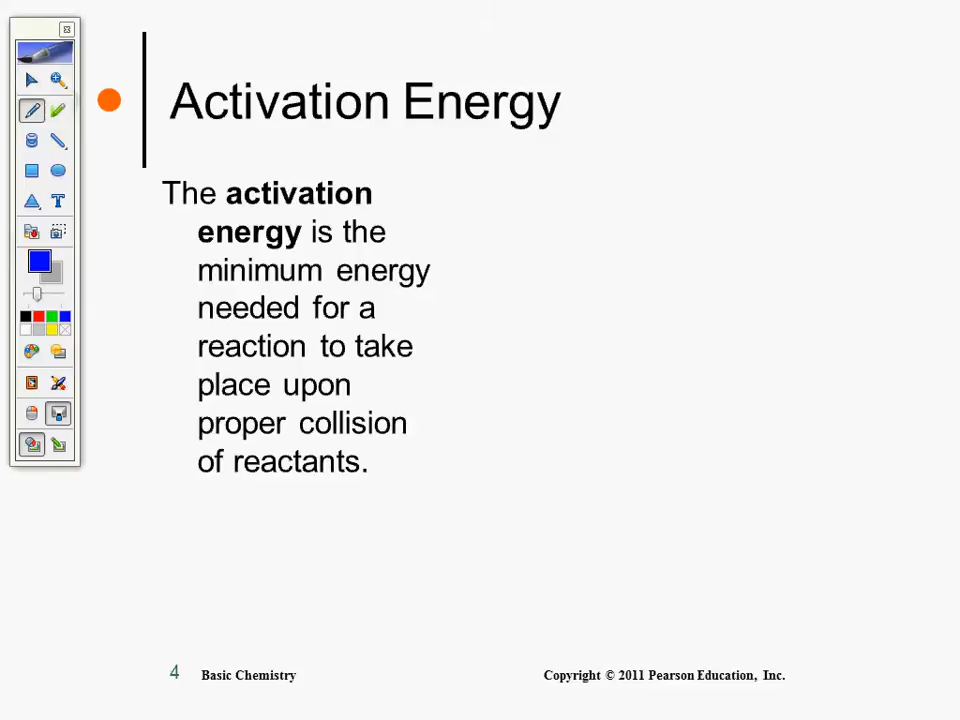 Activation Energy
The activation
energy is the
minimum energy
needed for a
reaction to take
place upon
proper collision
of reactants.
4 Basic Chemistry Copyright © 2011 Pearson Education, Inc.